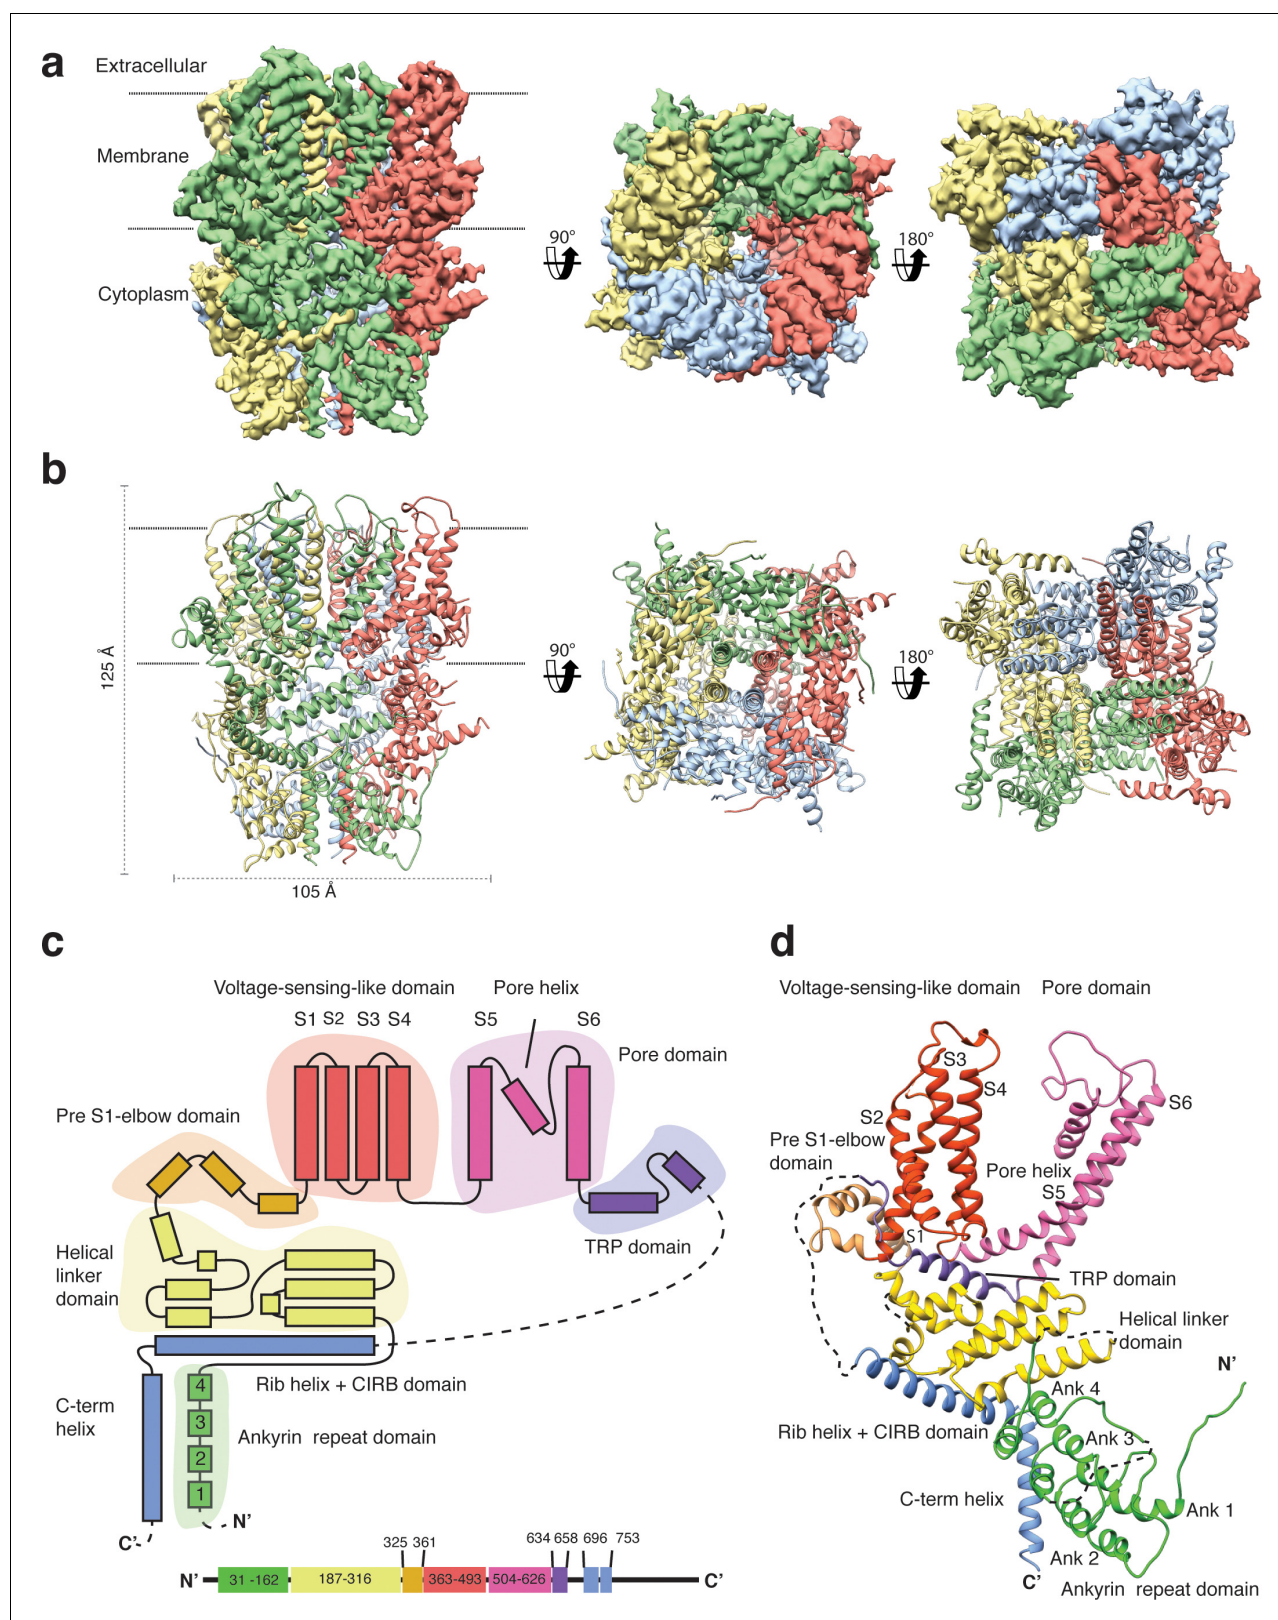 a
Extracellular
Membrane
Cytoplasm
90°
180°
b
125 Å
105 Å
90°
180°
c
Voltage-sensing-like domain
Pore helix
S1 S2 S3 S4
S5
S6
Pore domain
Pre S1-elbow domain
Helical
linker
domain
TRP domain
Rib helix + CIRB domain
C-term
helix
4
3
2
1
Ankyrin repeat domain
N’
C’
325 361
634 658 696 753
N’
31 -162
187-316
363-493
504-626
C’
d
Voltage-sensing-like domain
Pore domain
S3
S4
S2
S6
Pre S1-elbow
domain
Pore helix
S5
S1
TRP domain
Helical linker
domain
N’
Ank 4
Rib helix + CIRB domain
Ank 3
C-term helix
Ank 1
Ank 2
C’
Ankyrin repeat domain